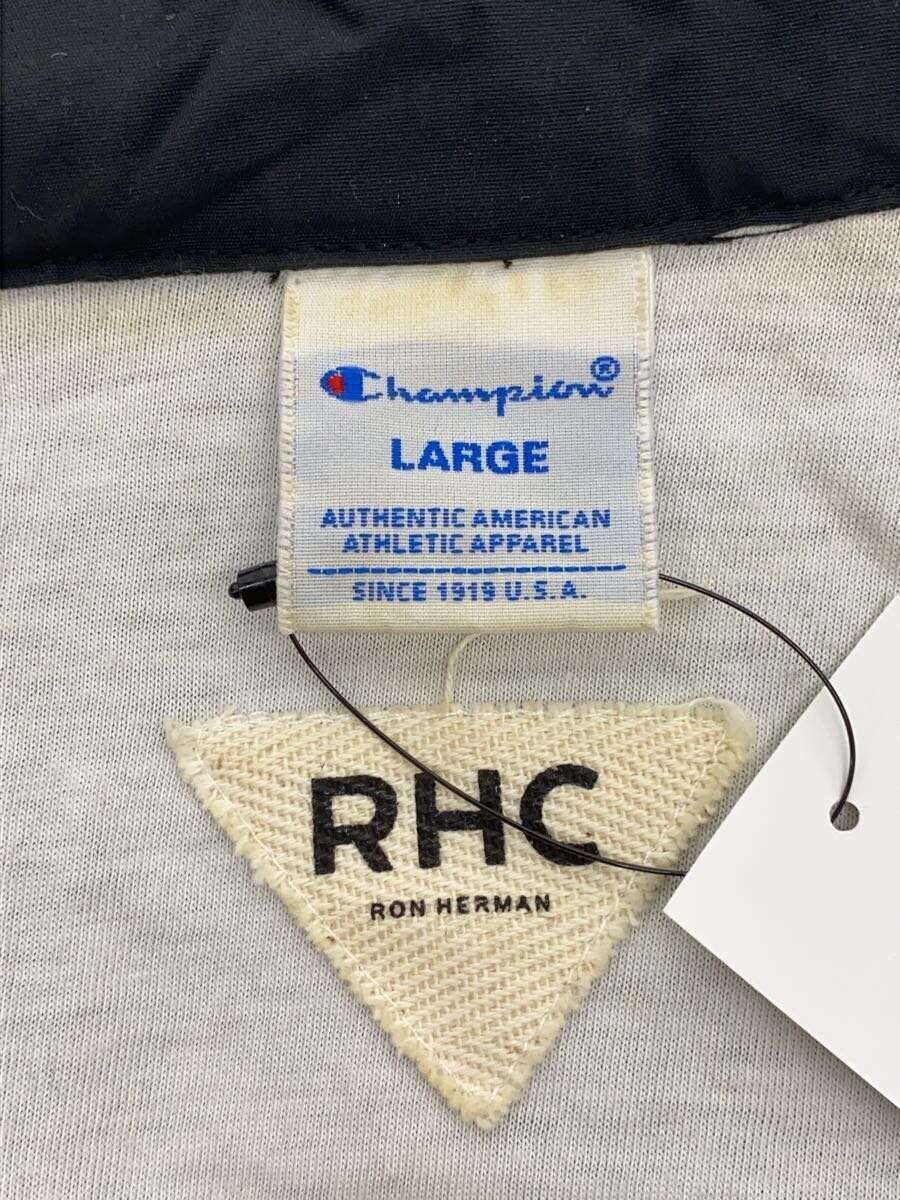 Champion®
LARGE
AUTHENTIC AMERICAN
ATHLETIC APPAREL
SINCE 1919 U.S.A.
RHC
RON HERMAN